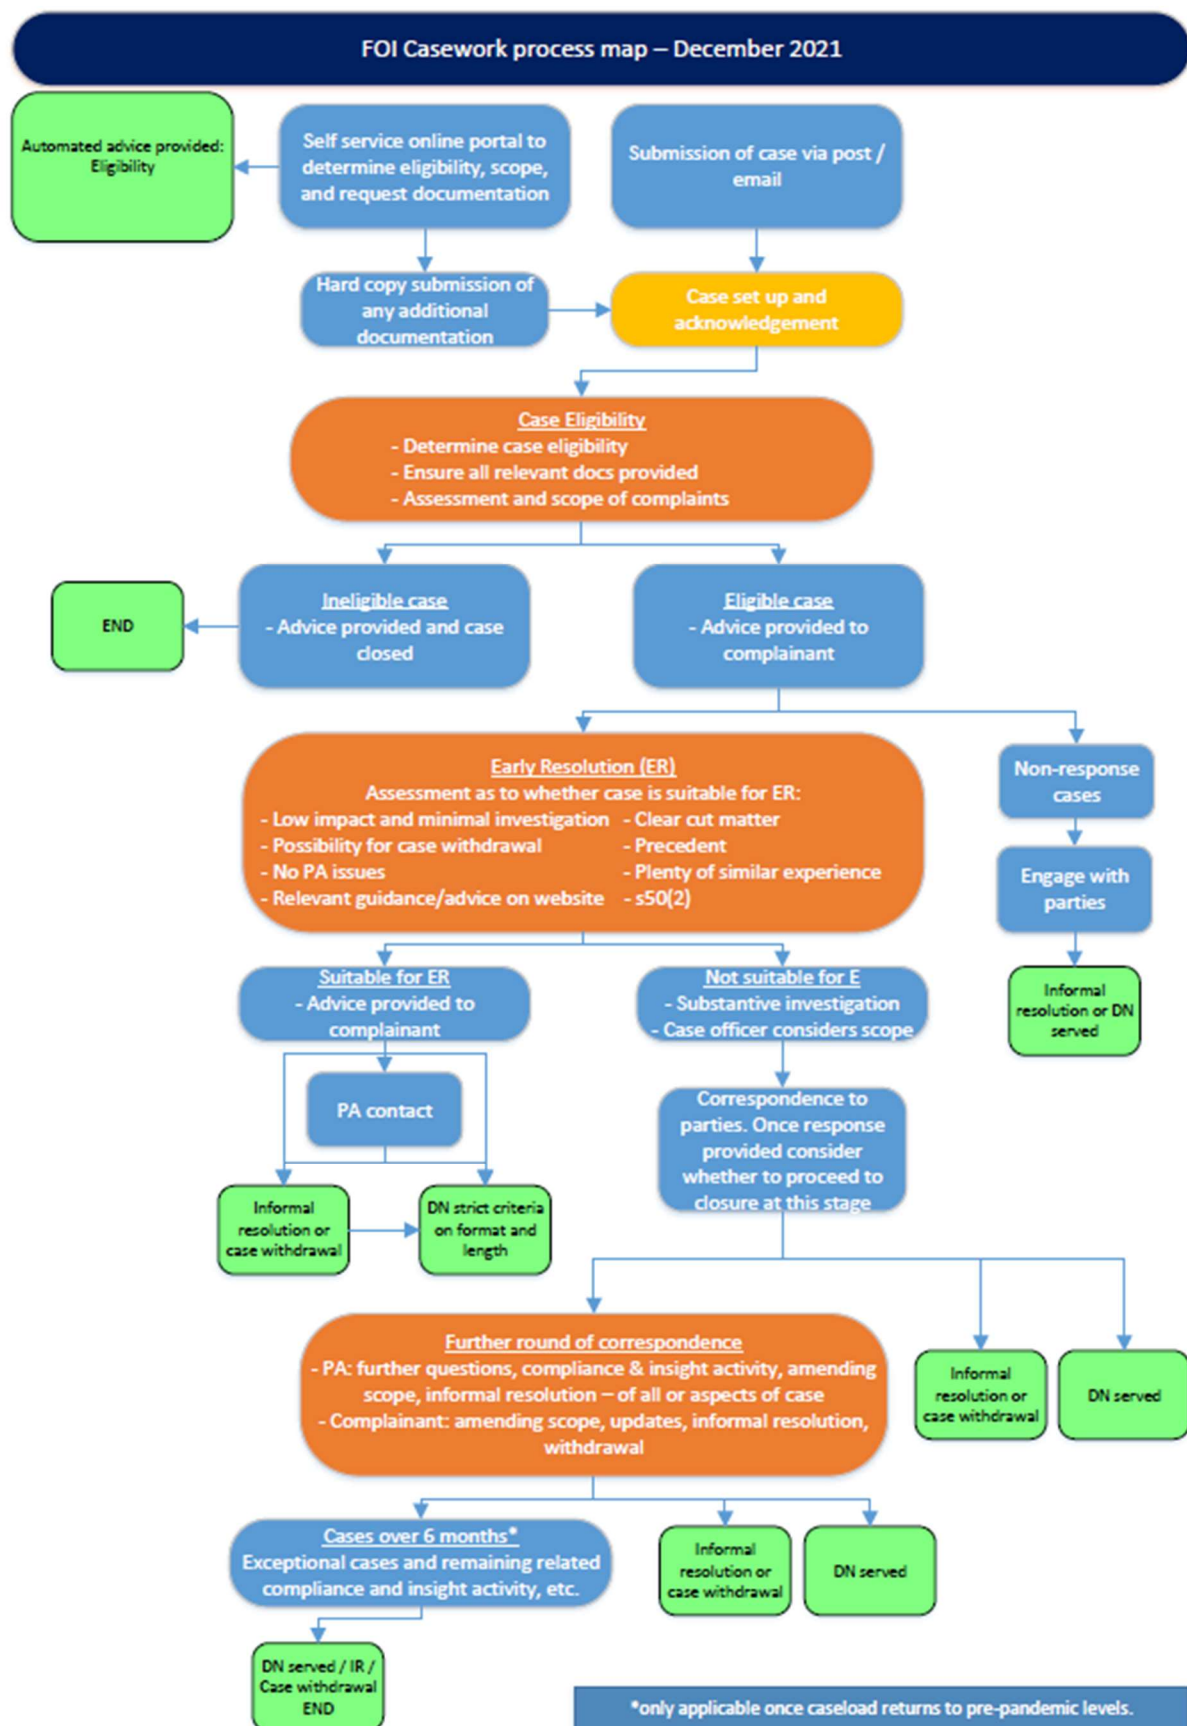 FOI Casework process map – December 2021
Automated advice provided:
Eligibility
Self service online portal to
determine eligibility, scope,
and request documentation
Submission of case via post /
email
Hard copy submission of
any additional
documentation
Case set up and
acknowledgement
Case Eligibility
- Determine case eligibility
- Ensure all relevant docs provided
- Assessment and scope of complaints
END
Ineligible case
- Advice provided and case
closed
Eligible case
- Advice provided to
complainant
Early Resolution (ER)
Assessment as to whether case is suitable for ER:
- Low impact and minimal investigation
- Possibility for case withdrawal
- No PA issues
- Relevant guidance/advice on website
- Clear cut matter
- Precedent
- Plenty of similar experience
- s50(2)
Non-response
cases
Engage with
parties
Informal
resolution or DN
served
Suitable for ER
- Advice provided to
complainant
Not suitable for E
- Substantive investigation
- Case officer considers scope
PA contact
Correspondence to
parties. Once response
provided consider
whether to proceed to
closure at this stage
Informal
resolution or
case withdrawal
DN strict criteria
on format and
length
Further round of correspondence
- PA: further questions, compliance & insight activity, amending
scope, informal resolution – of all or aspects of case
- Complainant: amending scope, updates, informal resolution,
withdrawal
Informal
resolution or
case withdrawal
DN served
Cases over 6 months*
Exceptional cases and remaining related
compliance and insight activity, etc.
Informal
resolution or
case withdrawal
DN served
DN served / IR /
Case withdrawal
END
*only applicable once caseload returns to pre-pandemic levels.